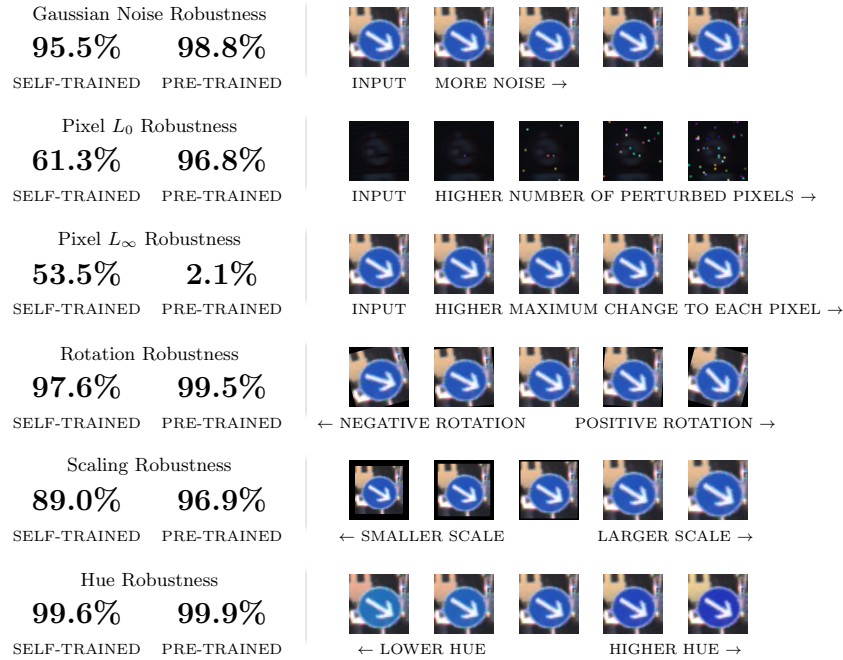 Gaussian Noise Robustness
95.5% 98.8%
SELF-TRAINED PRE-TRAINED INPUT MORE NOISE →
Pixel L₀ Robustness
61.3% 96.8%
SELF-TRAINED PRE-TRAINED INPUT HIGHER NUMBER OF PERTURBED PIXELS →
Pixel L∞ Robustness
53.5% 2.1%
SELF-TRAINED PRE-TRAINED INPUT HIGHER MAXIMUM CHANGE TO EACH PIXEL →
Rotation Robustness
97.6% 99.5%
SELF-TRAINED PRE-TRAINED ← NEGATIVE ROTATION POSITIVE ROTATION →
Scaling Robustness
89.0% 96.9%
SELF-TRAINED PRE-TRAINED ← SMALLER SCALE LARGER SCALE →
Hue Robustness
99.6% 99.9%
SELF-TRAINED PRE-TRAINED ← LOWER HUE HIGHER HUE →